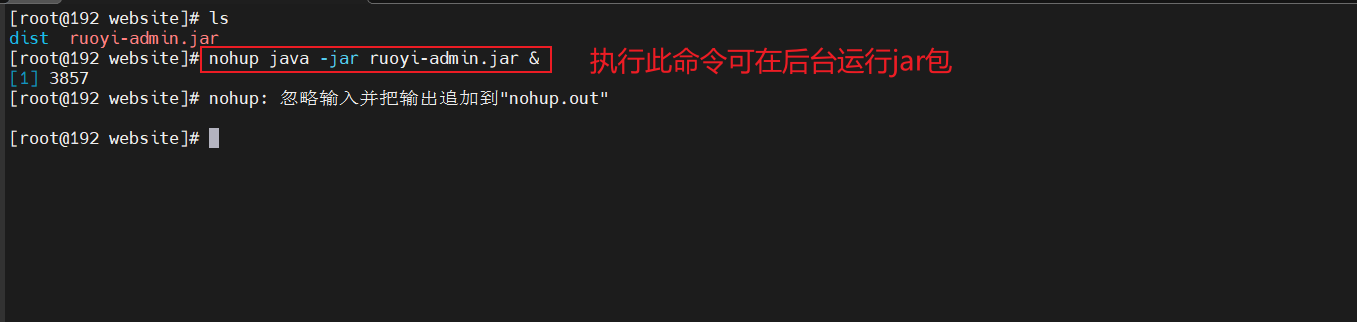 [root@192 website]# ls
dist  ruoyi-admin.jar
[root@192 website]# nohup java -jar ruoyi-admin.jar & 执行此命令可在后台运行jar包
[1] 3857
[root@192 website]# nohup: 忽略输入并把输出追加到"nohup.out"
[root@192 website]#